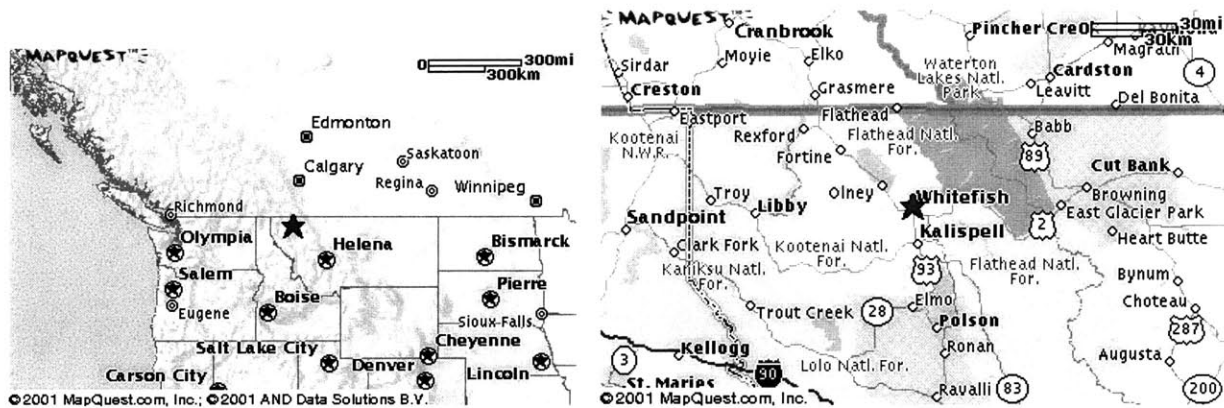 MAPQUEST
0 300mi
300km
Edmonton
Calgary
Saskatoon
Regina
Winnipeg
Richmond
Olympia
Helena
Bismarck
Salem
Boise
Pierre
Eugene
Sioux Falls
Salt Lake City
Cheyenne
Carson City
Denver
Lincoln
©2001 MapQuest.com, Inc.; ©2001 AND Data Solutions B.V.
MAPQUEST
Cranbrook
Pincher Cre
0 30mi
30km
Sirdar
Moyie
Elko
Magrath
Waterton
Lakes Natl.
Park
Cardston
4
Creston
Grasmere
Leavitt
Del Bonita
Eastport
Flathead
Kootenai
N.W.R.
Rexford
Flathead Natl.
For.
Babb
Fortine
89
Cut Bank
Troy
Olney
Whitefish
Browning
Libby
East Glacier Park
Sandpoint
Kalispell
2
Heart Butte
Clark Fork
Kootenai Natl.
For.
93
Flathead Natl.
For.
Kaniksu Natl.
For.
Bynum
Trout Creek
28
Elmo
Choteau
Polson
287
3
Kellogg
Ronan
Augusta
90
Lolo Natl. For.
St. Maries
Ravalli
83
200
©2001 MapQuest.com, Inc.; ©2001 AND Data Solutions B.V.